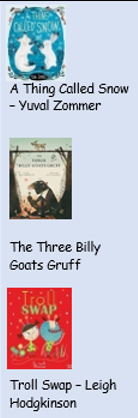 A THING
CALLED SNOW
A Thing Called Snow
– Yuval Zommer
THE
THREE
BILLY GOATS GRUFF
The Three Billy
Goats Gruff
Troll
SWAP
Troll Swap – Leigh
Hodgkinson